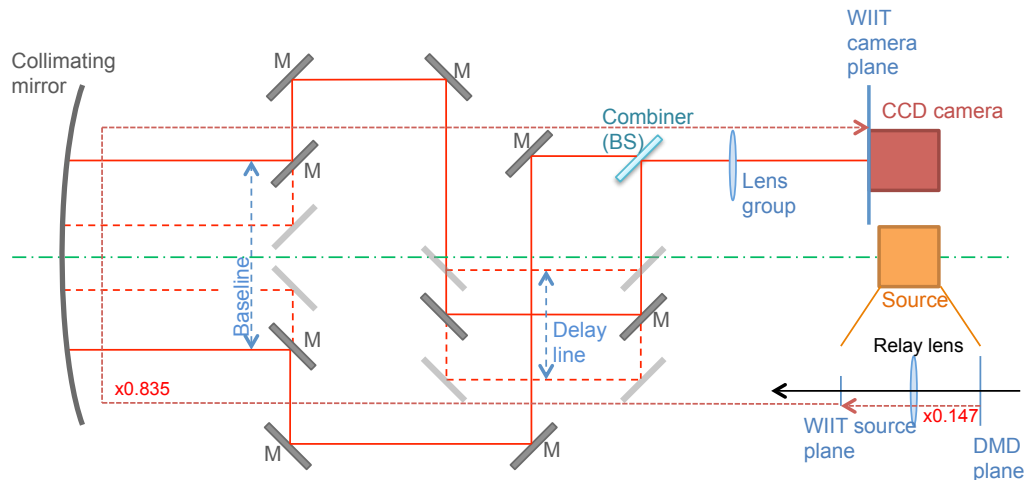 Collimating
mirror
M
M
M
M
Combiner
(BS)
WIIT
camera
plane
CCD camera
Lens
group
Baseline
M
M
Delay
line
Source
Relay lens
x0.835
x0.147
M
M
WIIT source
plane
DMD
plane